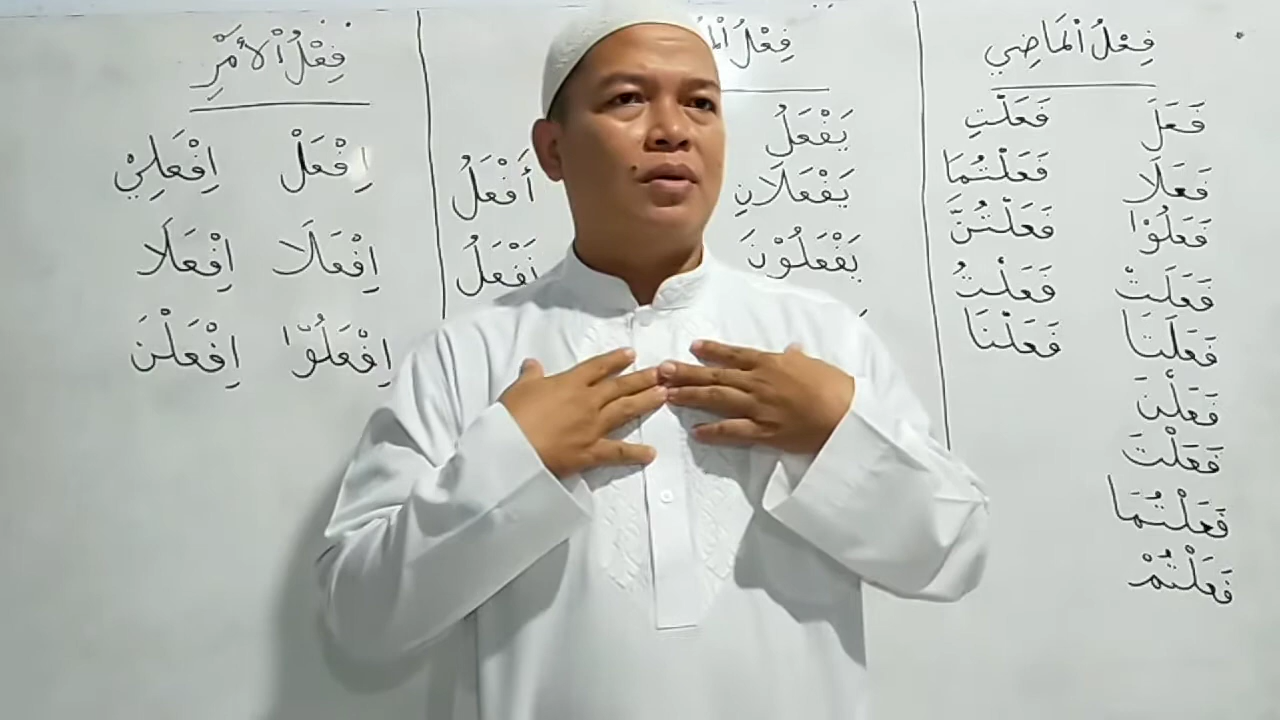 فِعْلُ الْمَاضِي
فَعَلَ
فَعَلَا
فَعَلُوْا
فَعَلَتْ
فَعَلَتَا
فَعَلْنَ
فَعَلْتَ
فَعَلْتُمَا
فَعَلْتُمْ
فَعَلْتِ
فَعَلْتُمَا
فَعَلْتُنَّ
فَعَلْتُ
فَعَلْنَا
فِعْلُ
يَفْعَلُ
يَفْعَلَانِ
يَفْعَلُوْنَ
أَفْعَلُ
نَفْعَلُ
فِعْلُ الْأَمْرِ
اِفْعَلْ
اِفْعَلَا
اِفْعَلُوْا
اِفْعَلِيْ
اِفْعَلَا
اِفْعَلْنَ